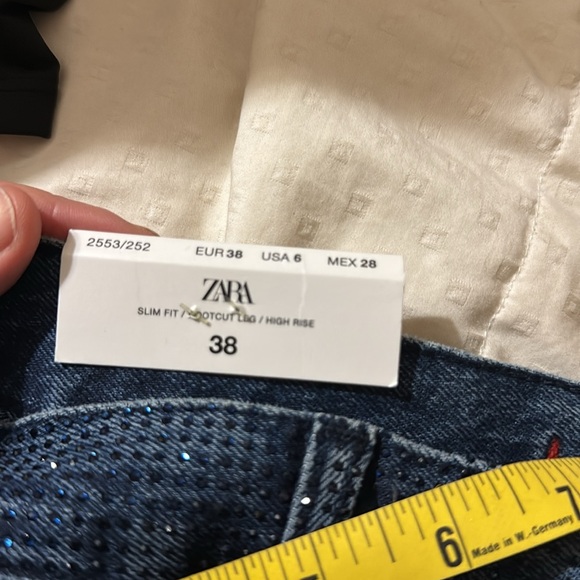 2553/252 EUR 38 USA 6 MEX 28
ZARA
SLIM FIT / BOOTCUT LEG / HIGH RISE
38
6 Made in W.-Germany 7